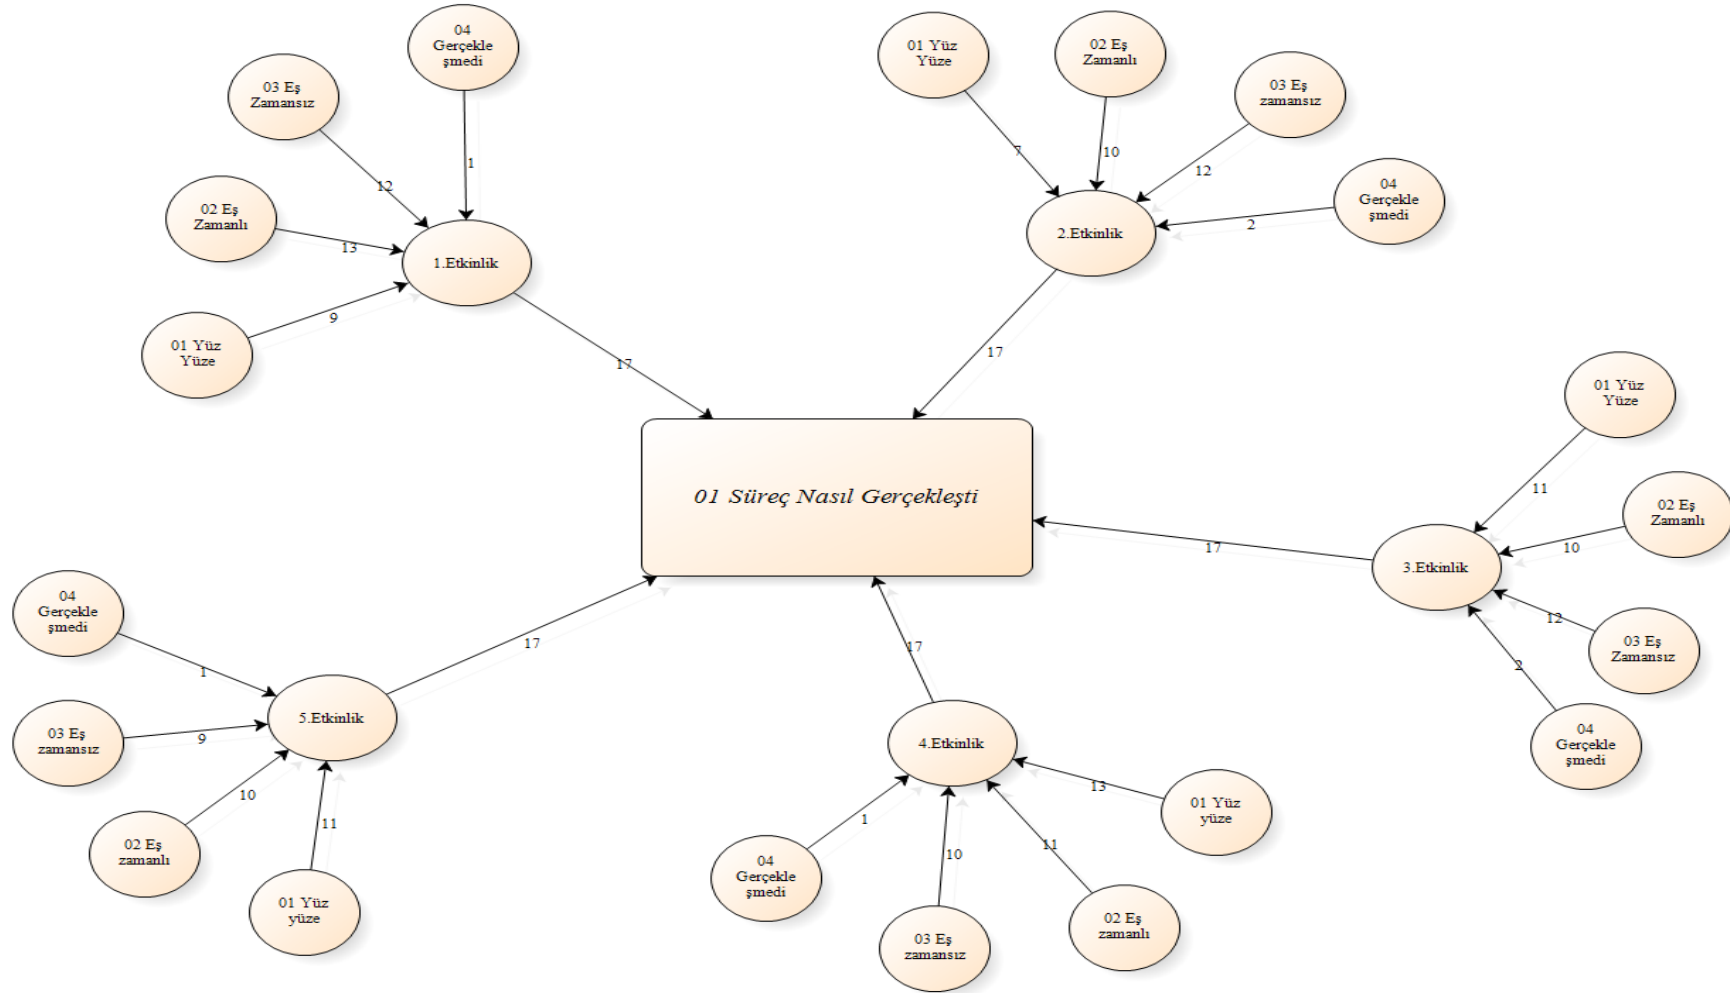 04
Gerçekle
şmedi
03 Eş
Zamansız
02 Eş
Zamanlı
01 Yüz
Yüze
1
12
13
9
1.Etkinlik
17
01 Yüz
Yüze
02 Eş
Zamanlı
03 Eş
zamansız
04
Gerçekle
şmedi
7
10
12
2
2.Etkinlik
17
01 Süreç Nasıl Gerçekleşti
01 Yüz
Yüze
02 Eş
Zamanlı
03 Eş
Zamansız
04
Gerçekle
şmedi
11
10
12
2
3.Etkinlik
17
04
Gerçekle
şmedi
03 Eş
zamansız
02 Eş
zamanlı
01 Yüz
yüze
1
9
10
11
5.Etkinlik
17
17
4.Etkinlik
13
11
10
1
01 Yüz
yüze
02 Eş
zamanlı
03 Eş
zamansız
04
Gerçekle
şmedi